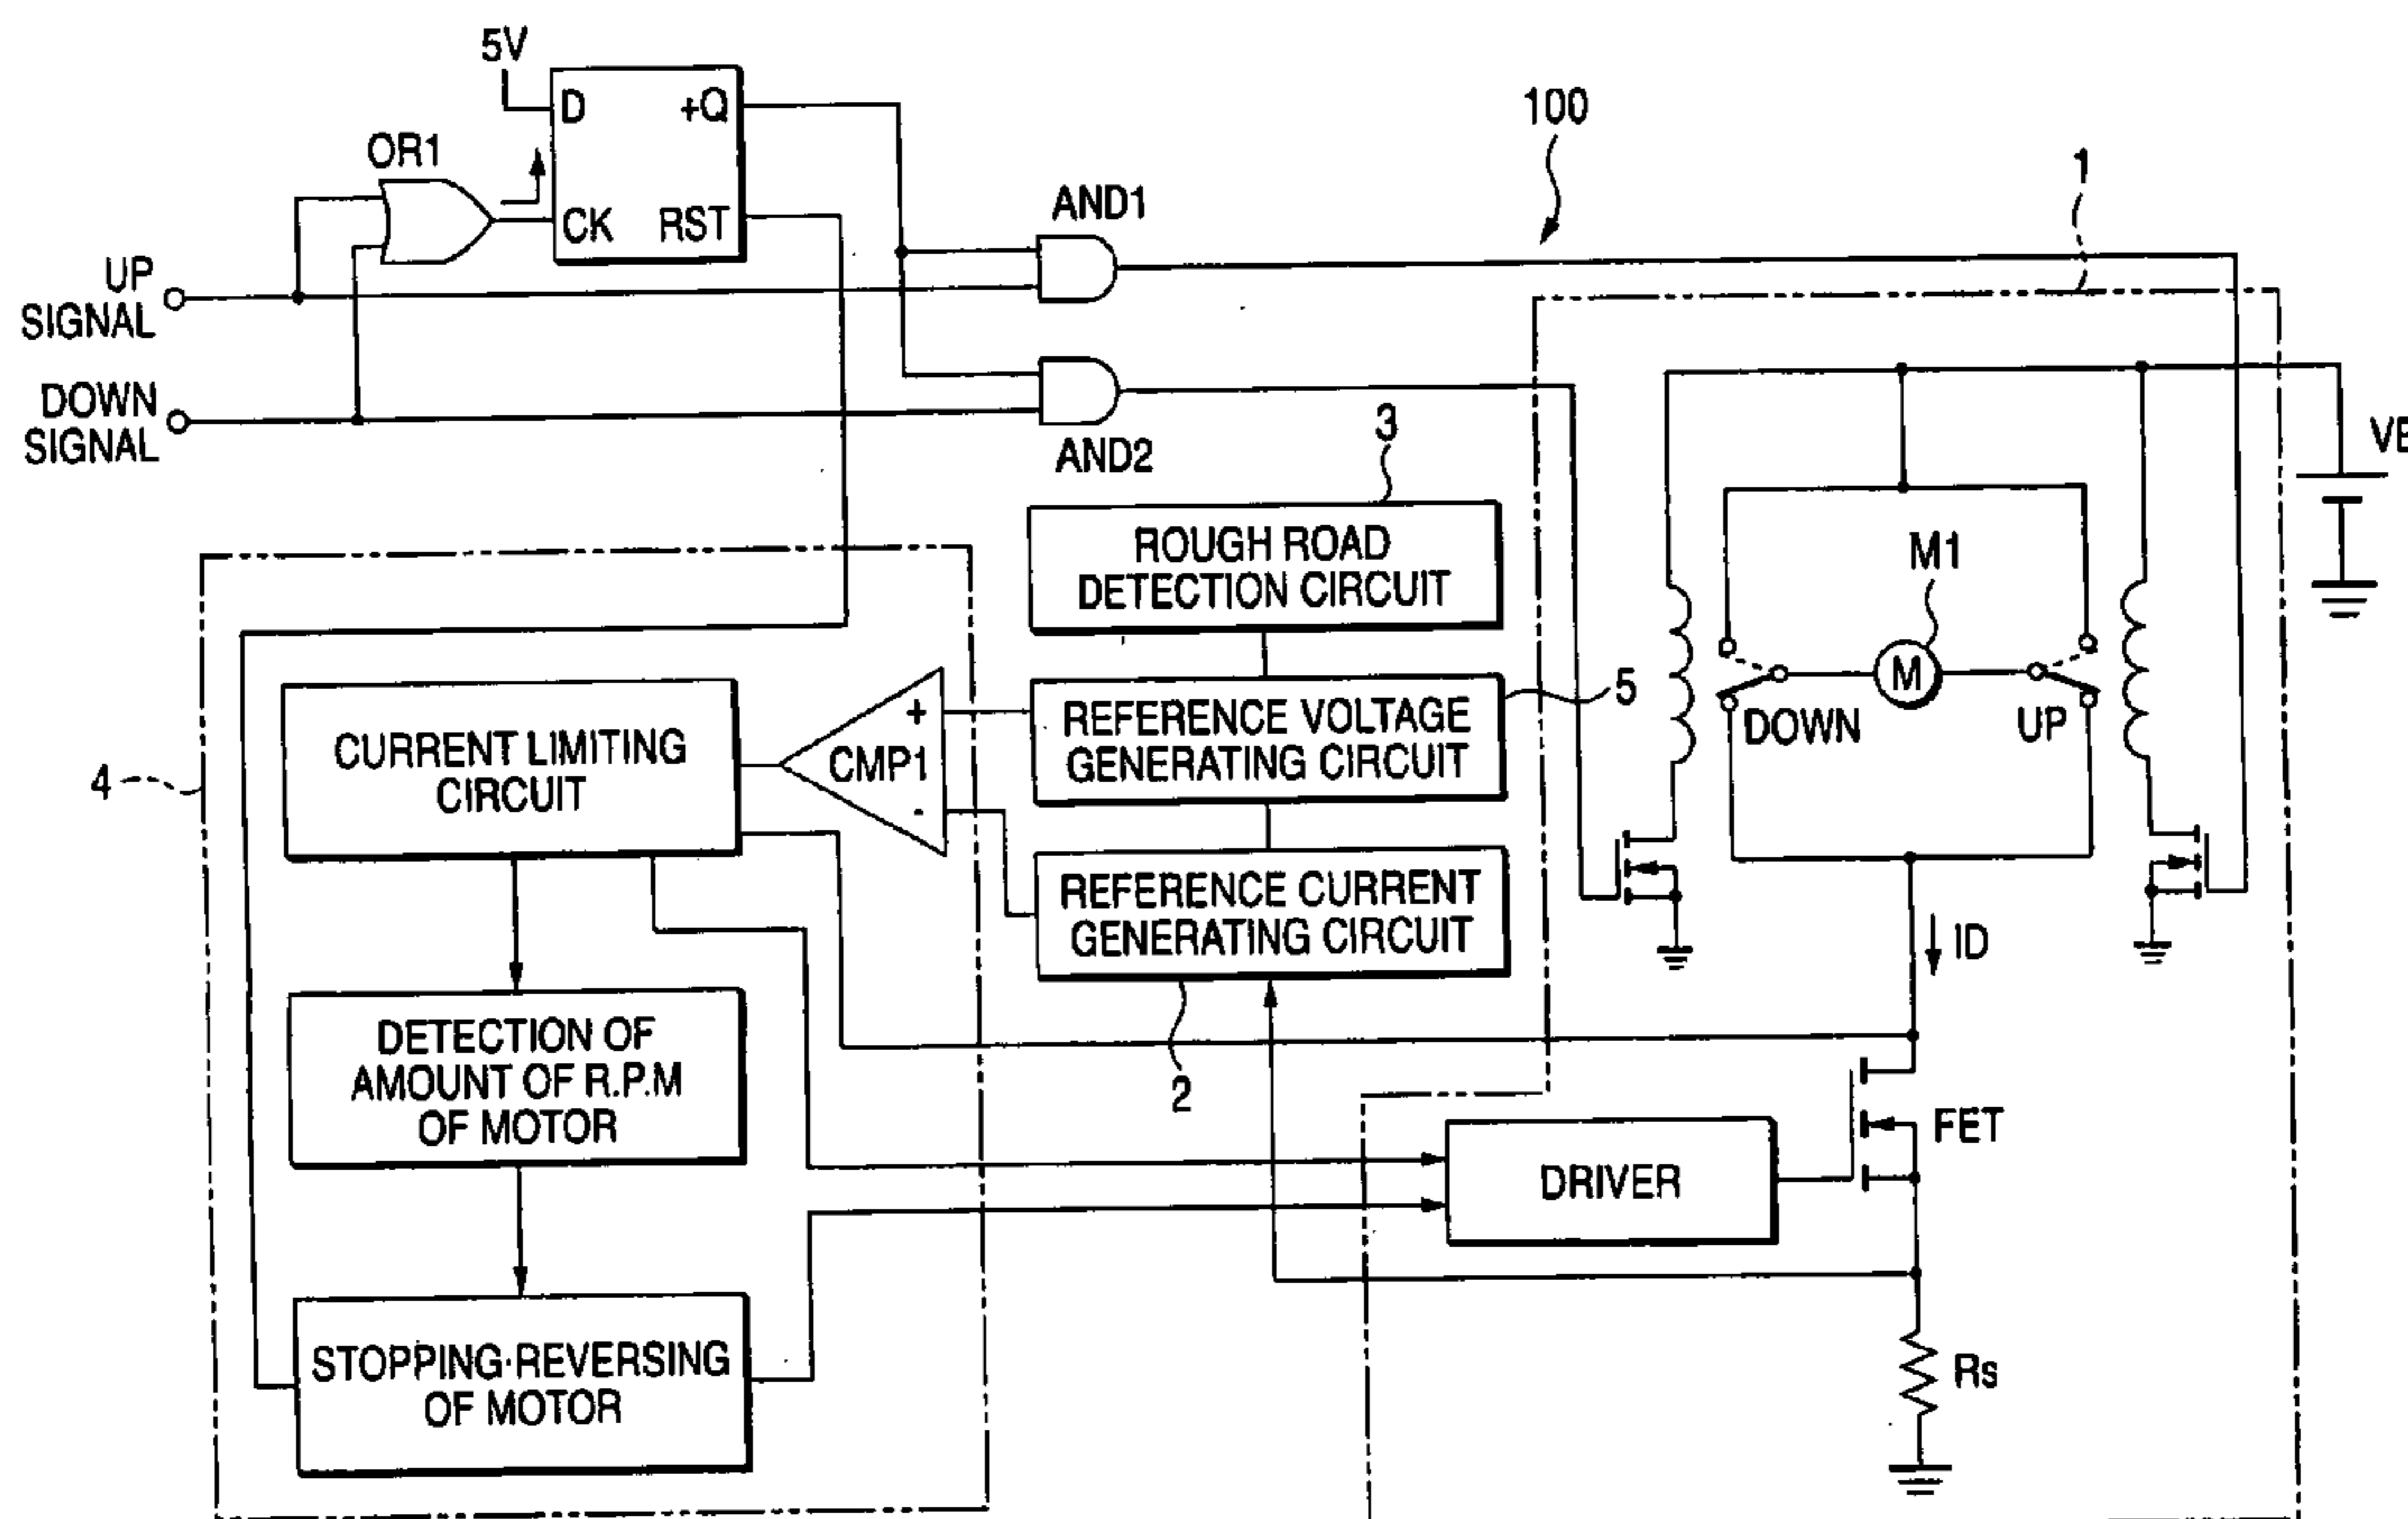 5V
D
+Q
OR1
CK
RST
100
1
AND1
UP
SIGNAL
DOWN
SIGNAL
AND2
3
ROUGH ROAD
DETECTION CIRCUIT
M1
M
DOWN
UP
5
REFERENCE VOLTAGE
GENERATING CIRCUIT
+
CMP1
-
CURRENT LIMITING
CIRCUIT
4
REFERENCE CURRENT
GENERATING CIRCUIT
2
ID
DETECTION OF
AMOUNT OF R.P.M
OF MOTOR
FET
DRIVER
STOPPING·REVERSING
OF MOTOR
Rs